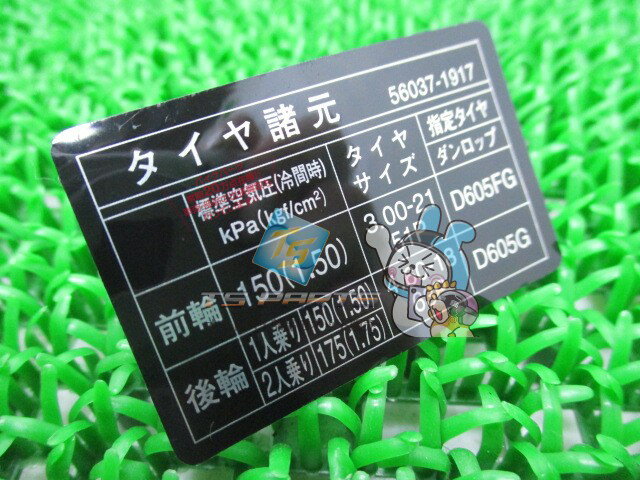 タイヤ諸元 56037-1917
標準空気圧(冷間時) kPa(kgf/cm²) タイヤサイズ 指定タイヤ ダンロップ
前輪 150(1.50) 3.00-21 51P D605FG
後輪 1人乗り 150(1.50) D605G
2人乗り 175(1.75)